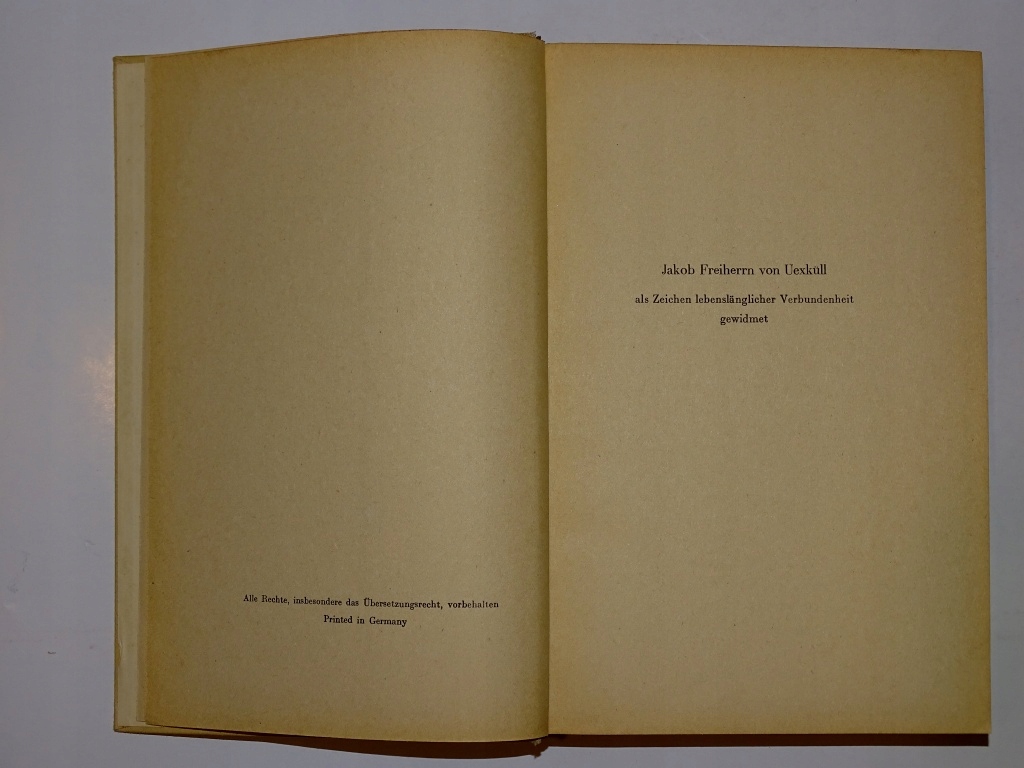 Alle Rechte, insbesondere das Übersetzungsrecht, vorbehalten
Printed in Germany
Jakob Freiherrn von Uexküll
als Zeichen lebenslänglicher Verbundenheit
gewidmet